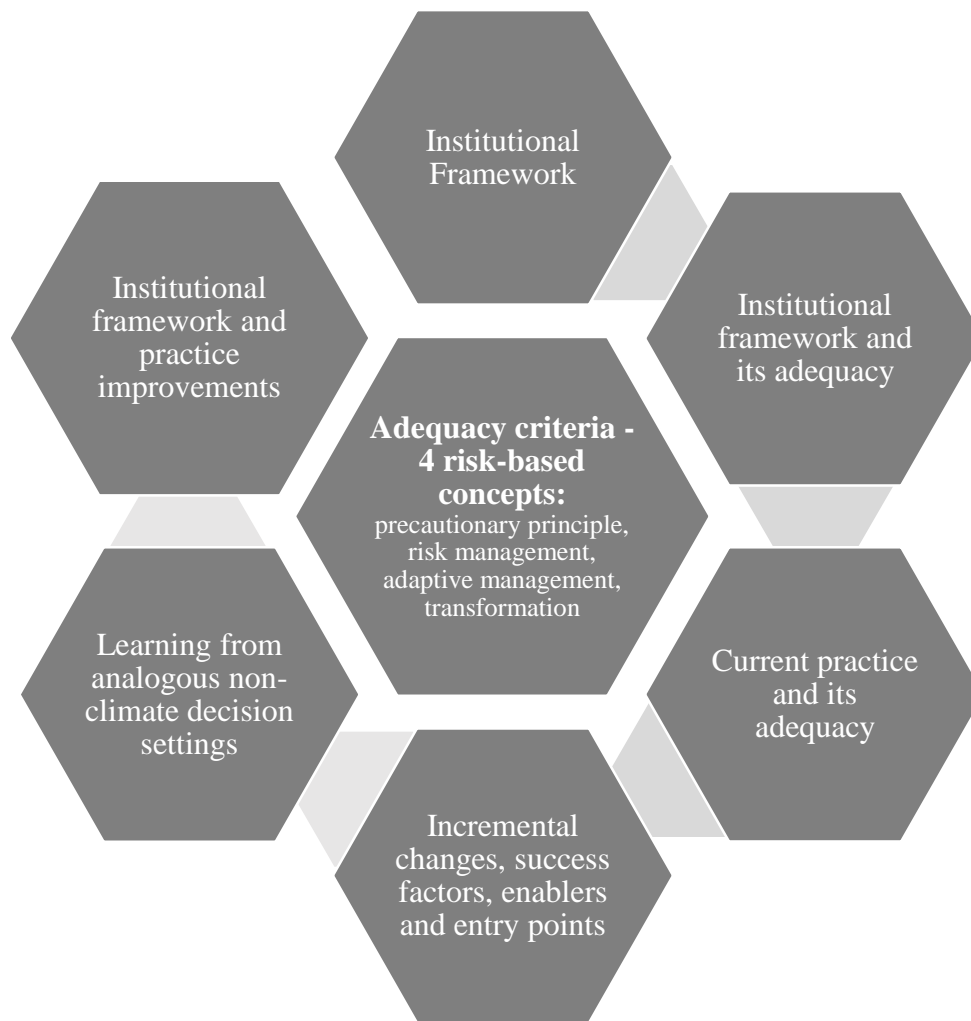 Institutional
Framework
Institutional
framework and
its adequacy
Current practice
and its
adequacy
Incremental
changes, success
factors, enablers
and entry points
Learning from
analogous non-
climate decision
settings
Institutional
framework and
practice
improvements
Adequacy criteria -
4 risk-based
concepts:
precautionary principle,
risk management,
adaptive management,
transformation